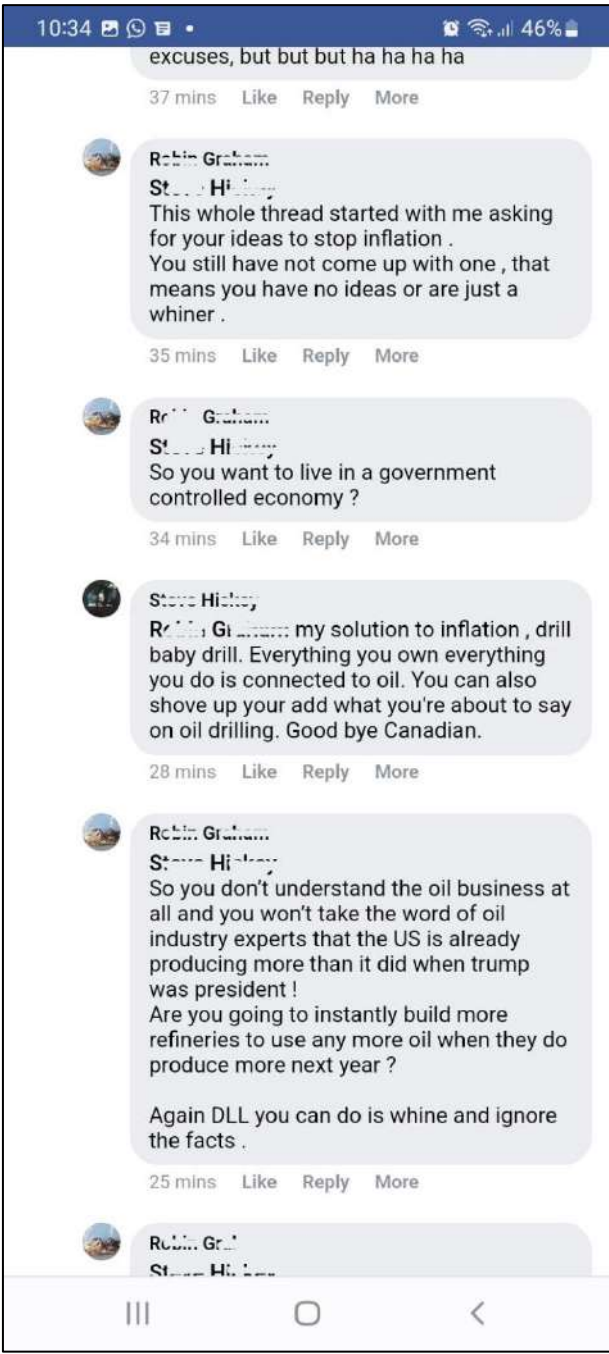 10:34 46%
excuses, but but but ha ha ha ha
37 mins Like Reply More
This whole thread started with me asking
for your ideas to stop inflation .
You still have not come up with one , that
means you have no ideas or are just a
whiner .
35 mins Like Reply More
So you want to live in a government
controlled economy ?
34 mins Like Reply More
my solution to inflation , drill
baby drill. Everything you own everything
you do is connected to oil. You can also
shove up your add what you're about to say
on oil drilling. Good bye Canadian.
28 mins Like Reply More
So you don't understand the oil business at
all and you won't take the word of oil
industry experts that the US is already
producing more than it did when trump
was president !
Are you going to instantly build more
refineries to use any more oil when they do
produce more next year ?
Again DLL you can do is whine and ignore
the facts .
25 mins Like Reply More